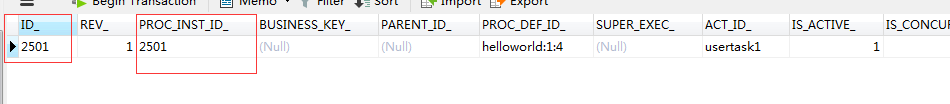 Begin Transaction Memo Filter Sort Import Export
ID_ REV_ PROC_INST_ID_ BUSINESS_KEY_ PARENT_ID_ PROC_DEF_ID_ SUPER_EXEC_ ACT_ID_ IS_ACTIVE_ IS_CONCU
2501 1 2501 (Null) (Null) helloworld:1:4 (Null) usertask1 1